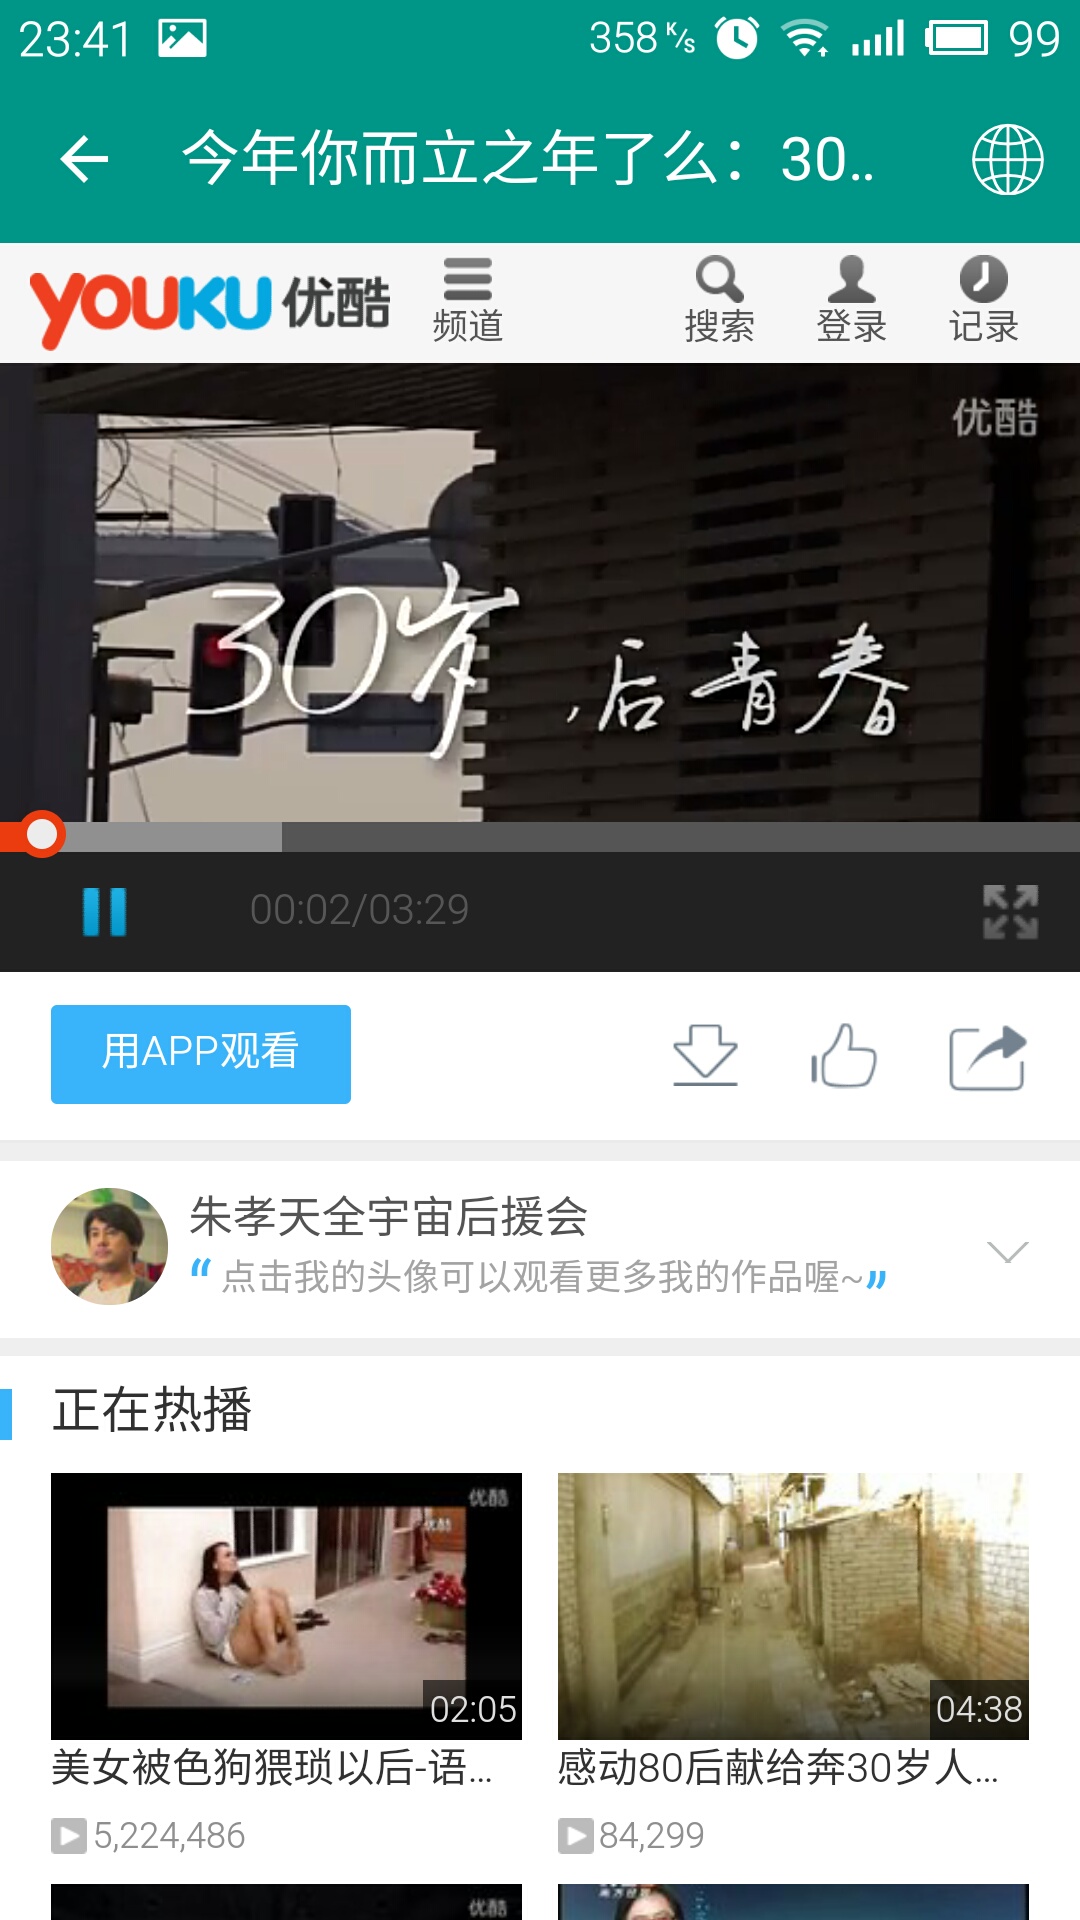 23:41
358 K/s
99
今年你而立之年了么：30..
YOUKU 优酷
频道
搜索
登录
记录
优酷
30岁，后青春
00:02/03:29
用APP观看
朱孝天全宇宙后援会
“ 点击我的头像可以观看更多我的作品喔~”
正在热播
优酷
优酷
02:05
04:38
美女被色狗猥琐以后-语...
感动80后献给奔30岁人...
5,224,486
84,299
优酷